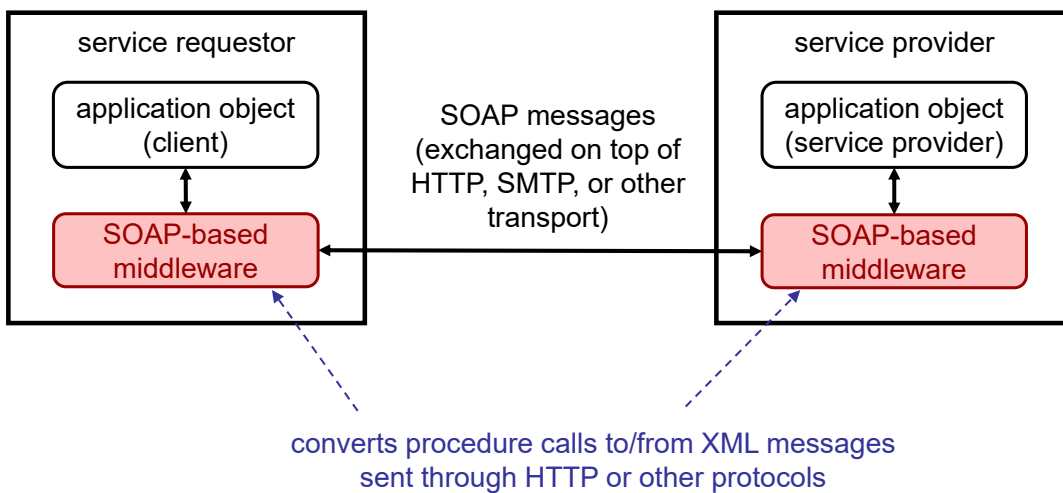 service requestor
application object
(client)
SOAP-based
middleware
SOAP messages
(exchanged on top of
HTTP, SMTP, or other
transport)
service provider
application object
(service provider)
SOAP-based
middleware
converts procedure calls to/from XML messages
sent through HTTP or other protocols